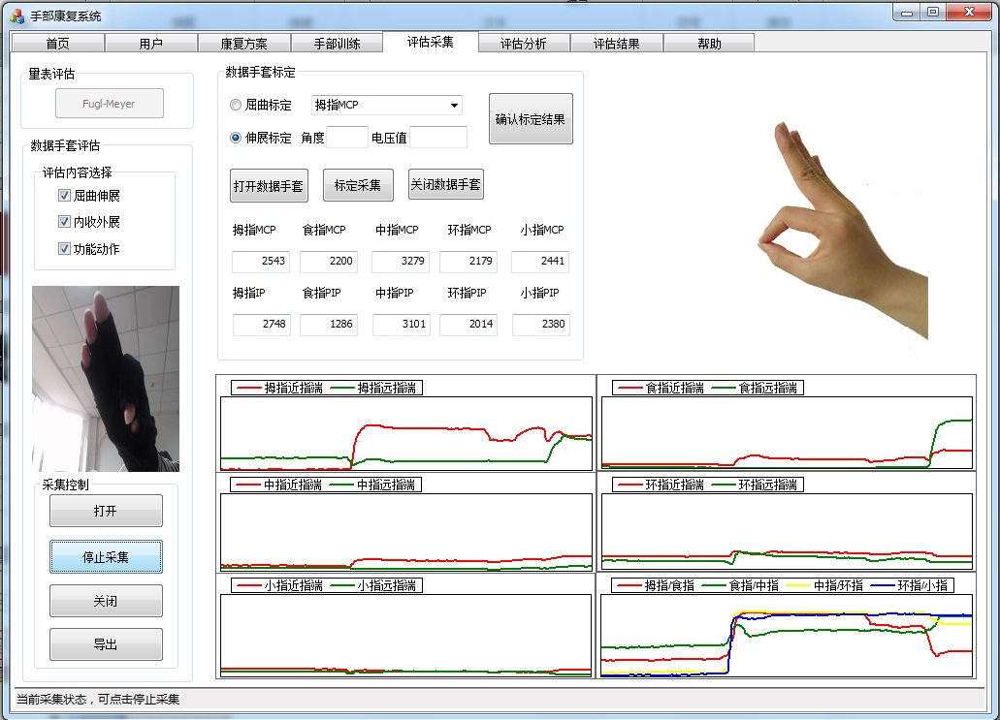 手部康复系统
首页 用户 康复方案 手部训练 评估采集 评估分析 评估结果 帮助
量表评估
Fugl-Meyer
数据手套评估
评估内容选择
屈曲伸展
内收外展
功能动作
采集控制
打开
停止采集
关闭
导出
数据手套标定
屈曲标定 拇指MCP
伸展标定 角度 电压值
确认标定结果
打开数据手套 标定采集 关闭数据手套
拇指MCP 食指MCP 中指MCP 环指MCP 小指MCP
2543 2200 3279 2179 2441
拇指IP 食指PIP 中指PIP 环指PIP 小指PIP
2748 1286 3101 2014 2380
拇指近指端 拇指远指端
食指近指端 食指远指端
中指近指端 中指远指端
环指近指端 环指远指端
小指近指端 小指远指端
拇指/食指 食指/中指 中指/环指 环指/小指
当前采集状态，可点击停止采集